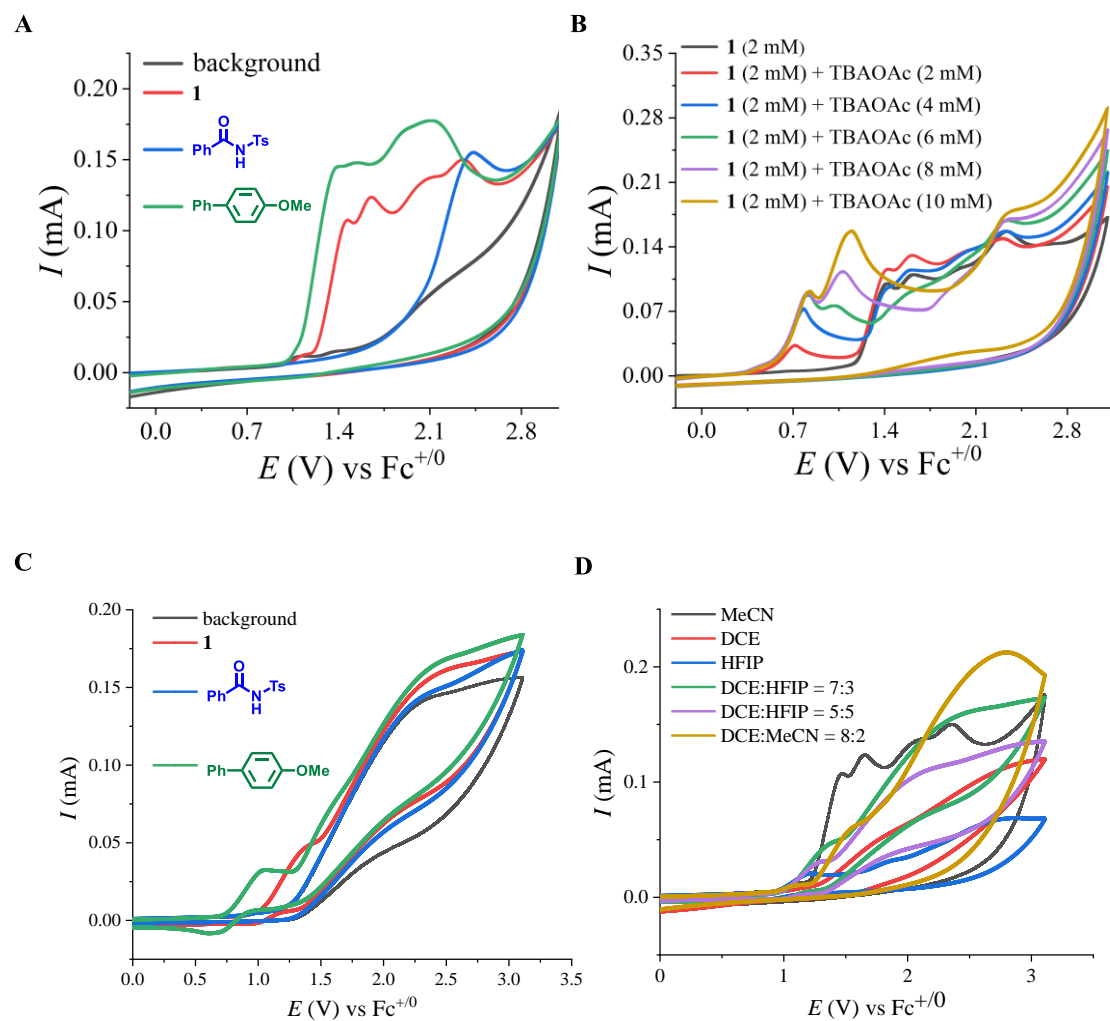 A
background
1
O
Ph
N
H
Ts
Ph
OMe
0.20
0.15
0.10
0.05
0.00
I (mA)
0.0 0.7 1.4 2.1 2.8
E (V) vs Fc+/0
B
1 (2 mM)
1 (2 mM) + TBAOAc (2 mM)
1 (2 mM) + TBAOAc (4 mM)
1 (2 mM) + TBAOAc (6 mM)
1 (2 mM) + TBAOAc (8 mM)
1 (2 mM) + TBAOAc (10 mM)
0.35
0.28
0.21
0.14
0.07
0.00
I (mA)
0.0 0.7 1.4 2.1 2.8
E (V) vs Fc+/0
C
background
1
O
Ph
N
H
Ts
Ph
OMe
0.20
0.15
0.10
0.05
0.00
I (mA)
0.0 0.5 1.0 1.5 2.0 2.5 3.0 3.5
E (V) vs Fc+/0
D
MeCN
DCE
HFIP
DCE:HFIP = 7:3
DCE:HFIP = 5:5
DCE:MeCN = 8:2
0.2
0.1
0.0
I (mA)
0 1 2 3
E (V) vs Fc+/0